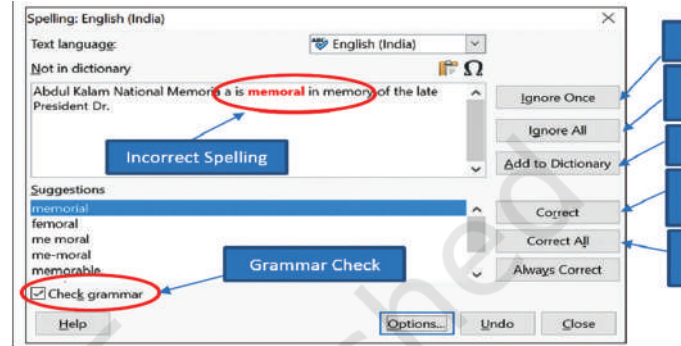 Spelling: English (India)
Text language:
English (India)
Not in dictionary
Abdul Kalam National Memoria a is memoral in memory of the late
President Dr.
Incorrect Spelling
Ignore Once
Ignore All
Add to Dictionary
Suggestions
memorial
femoral
me moral
me-moral
memorable
Correct
Correct All
Always Correct
Grammar Check
Check grammar
Help
Options...
Undo
Close